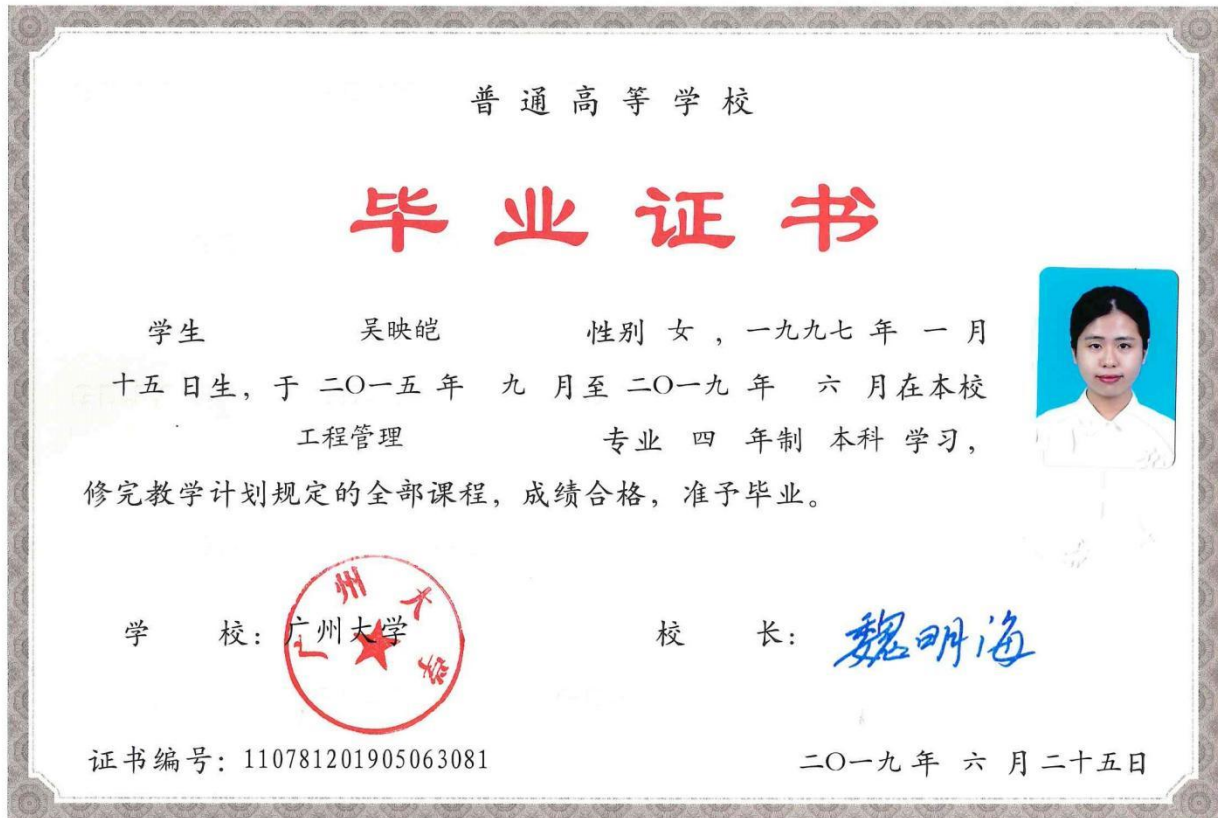 普通高等学校
毕业证书
学生 吴映皑 性别 女 , 一九九七 年 一 月
十五 日生, 于 二〇一五 年 九 月至 二〇一九 年 六 月在本校
工程管理 专业 四 年制 本科 学习,
修完教学计划规定的全部课程, 成绩合格, 准予毕业。
广州大学
学 校: 广州大学 校 长: 魏明海
证书编号: 110781201905063081 二〇一九 年 六 月 二十五日